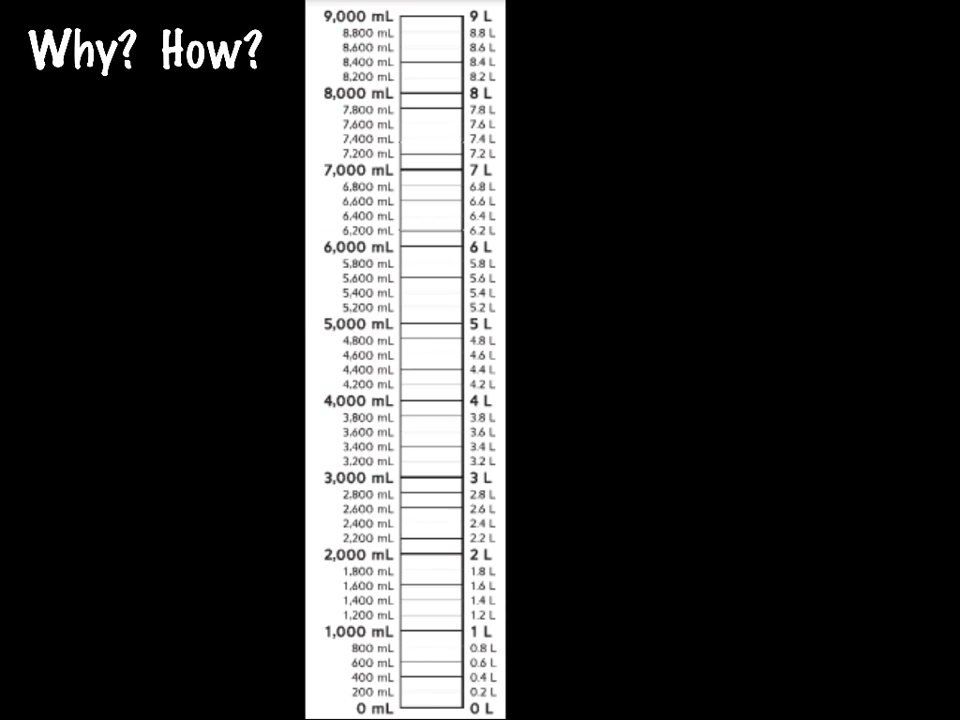 Why? How?
9,000 mL 9 L
8,800 mL 8.8 L
8,600 mL 8.6 L
8,400 mL 8.4 L
8,200 mL 8.2 L
8,000 mL 8 L
7,800 mL 7.8 L
7,600 mL 7.6 L
7,400 mL 7.4 L
7,200 mL 7.2 L
7,000 mL 7 L
6,800 mL 6.8 L
6,600 mL 6.6 L
6,400 mL 6.4 L
6,200 mL 6.2 L
6,000 mL 6 L
5,800 mL 5.8 L
5,600 mL 5.6 L
5,400 mL 5.4 L
5,200 mL 5.2 L
5,000 mL 5 L
4,800 mL 4.8 L
4,600 mL 4.6 L
4,400 mL 4.4 L
4,200 mL 4.2 L
4,000 mL 4 L
3,800 mL 3.8 L
3,600 mL 3.6 L
3,400 mL 3.4 L
3,200 mL 3.2 L
3,000 mL 3 L
2,800 mL 2.8 L
2,600 mL 2.6 L
2,400 mL 2.4 L
2,200 mL 2.2 L
2,000 mL 2 L
1,800 mL 1.8 L
1,600 mL 1.6 L
1,400 mL 1.4 L
1,200 mL 1.2 L
1,000 mL 1 L
800 mL 0.8 L
600 mL 0.6 L
400 mL 0.4 L
200 mL 0.2 L
0 mL 0 L